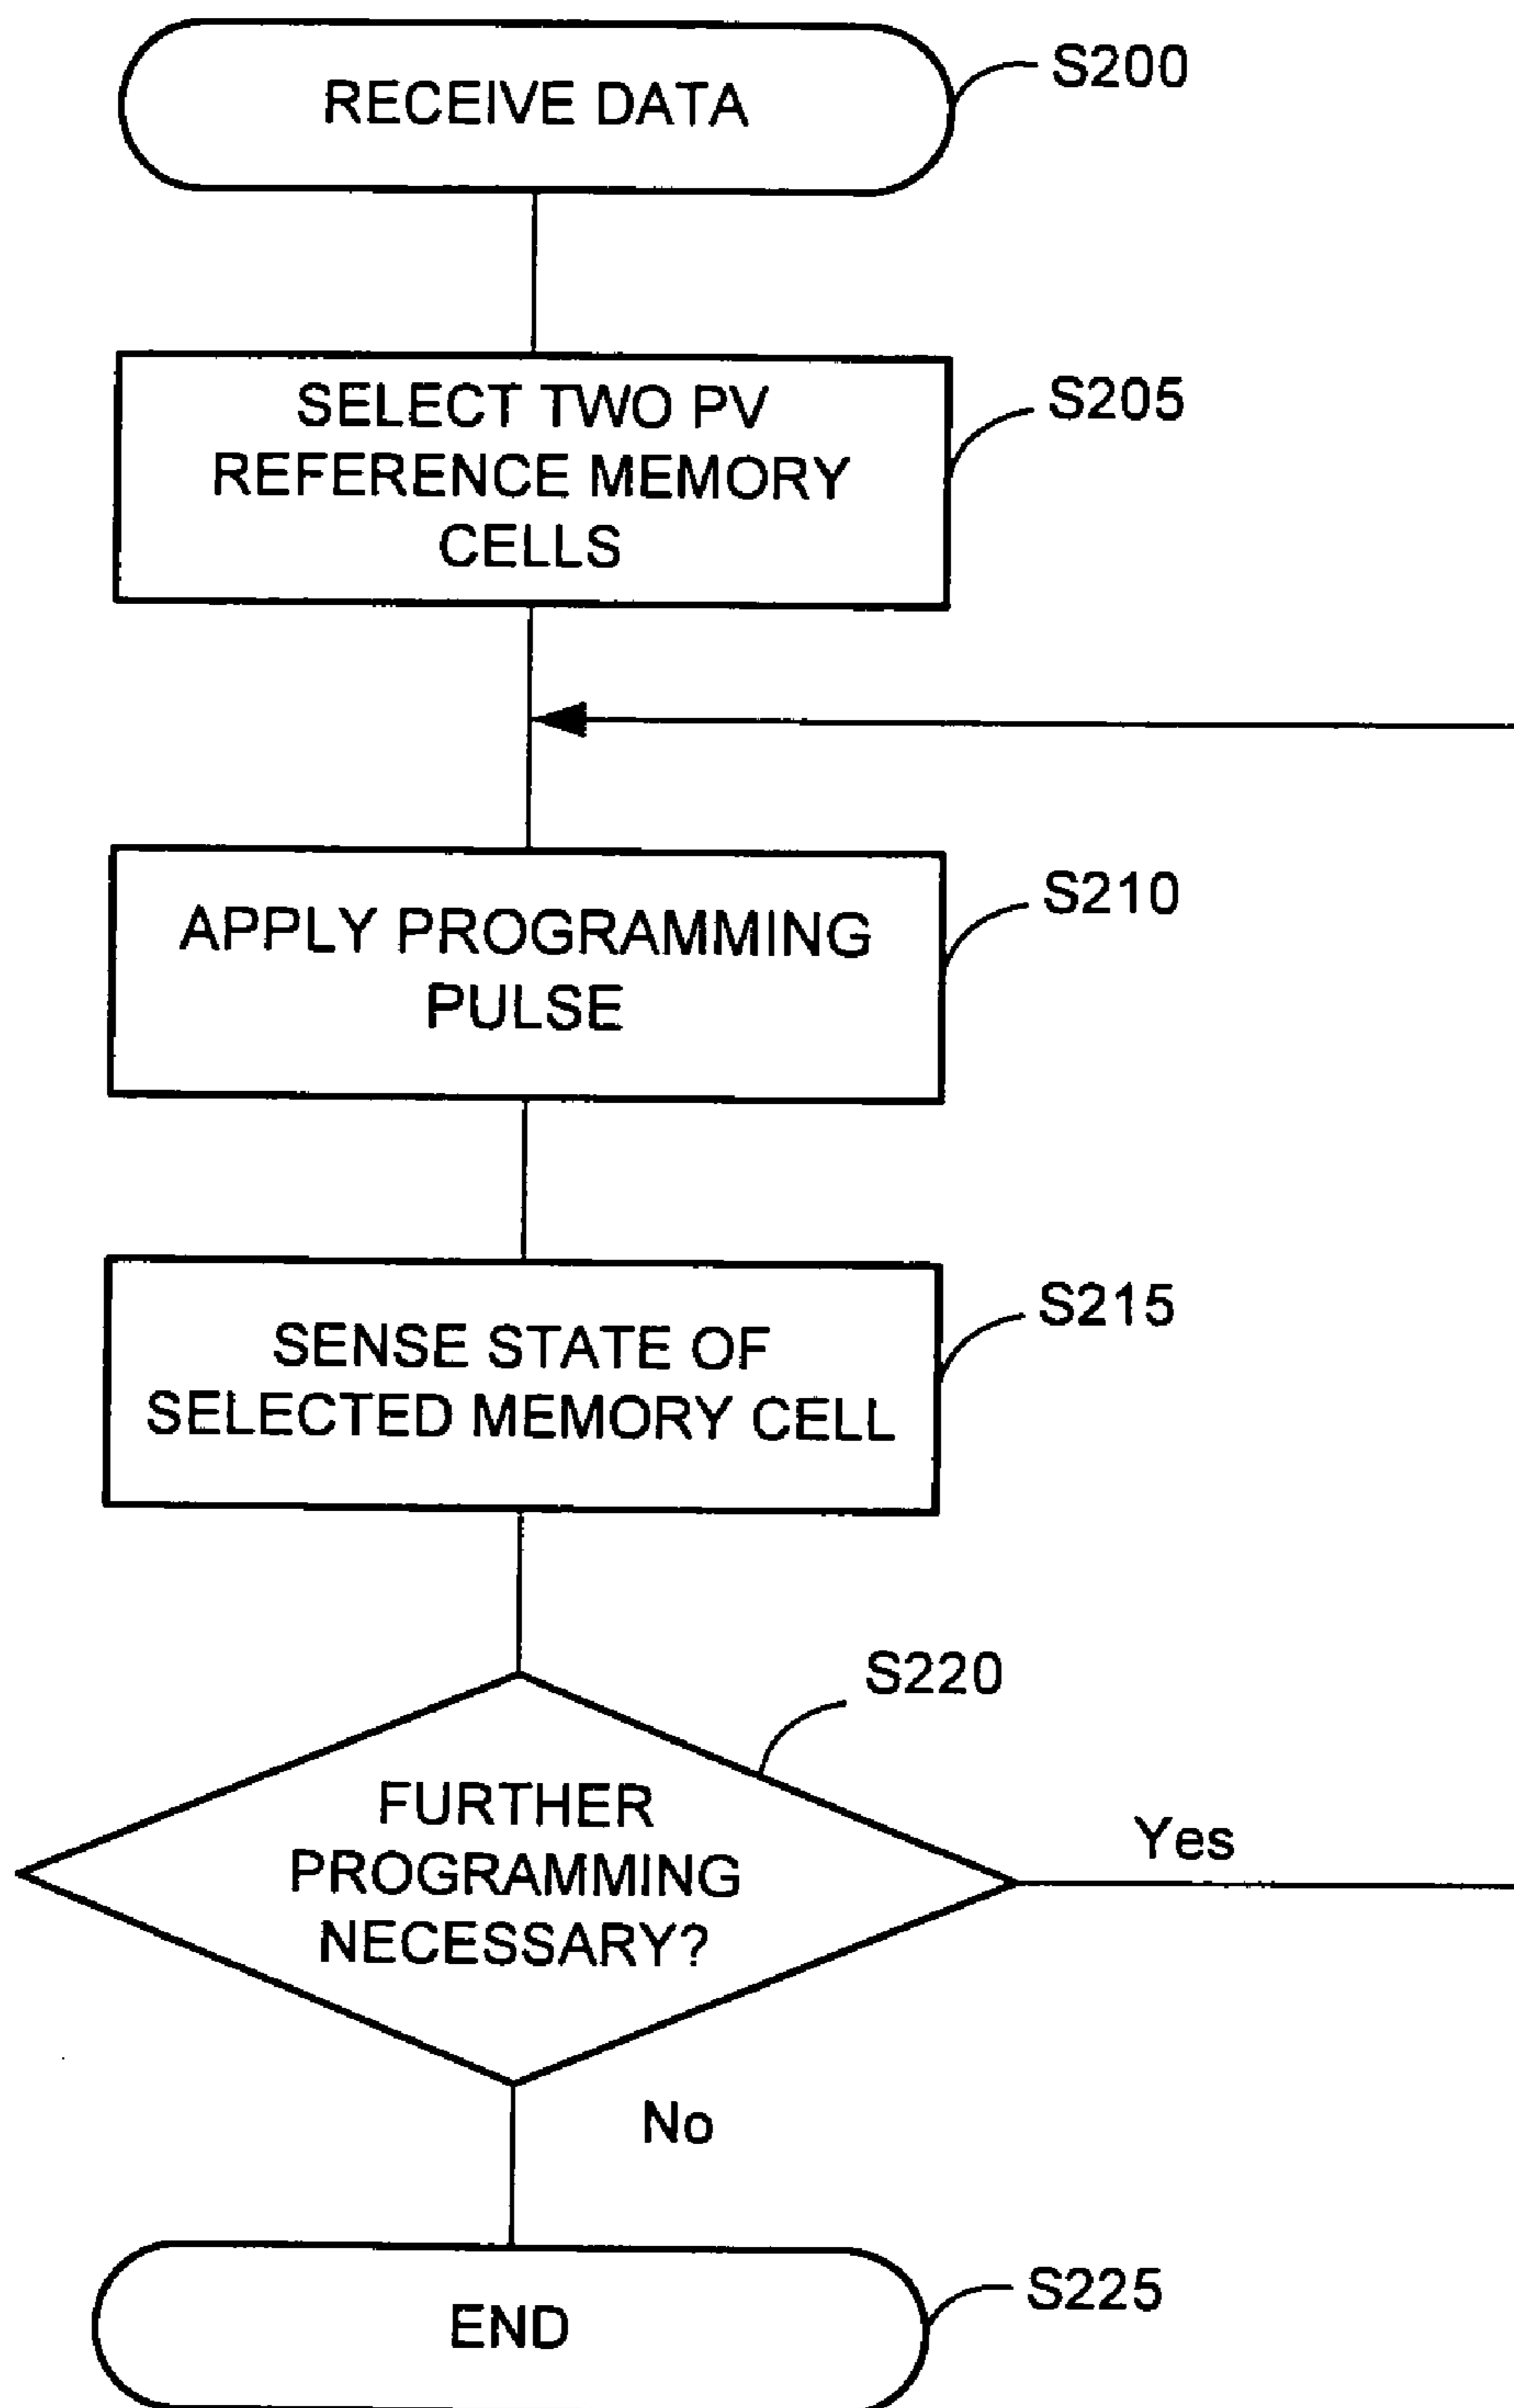 RECEIVE DATA
S200
SELECT TWO PV
REFERENCE MEMORY
CELLS
S205
APPLY PROGRAMMING
PULSE
S210
SENSE STATE OF
SELECTED MEMORY CELL
S215
FURTHER
PROGRAMMING
NECESSARY?
S220
Yes
No
END
S225